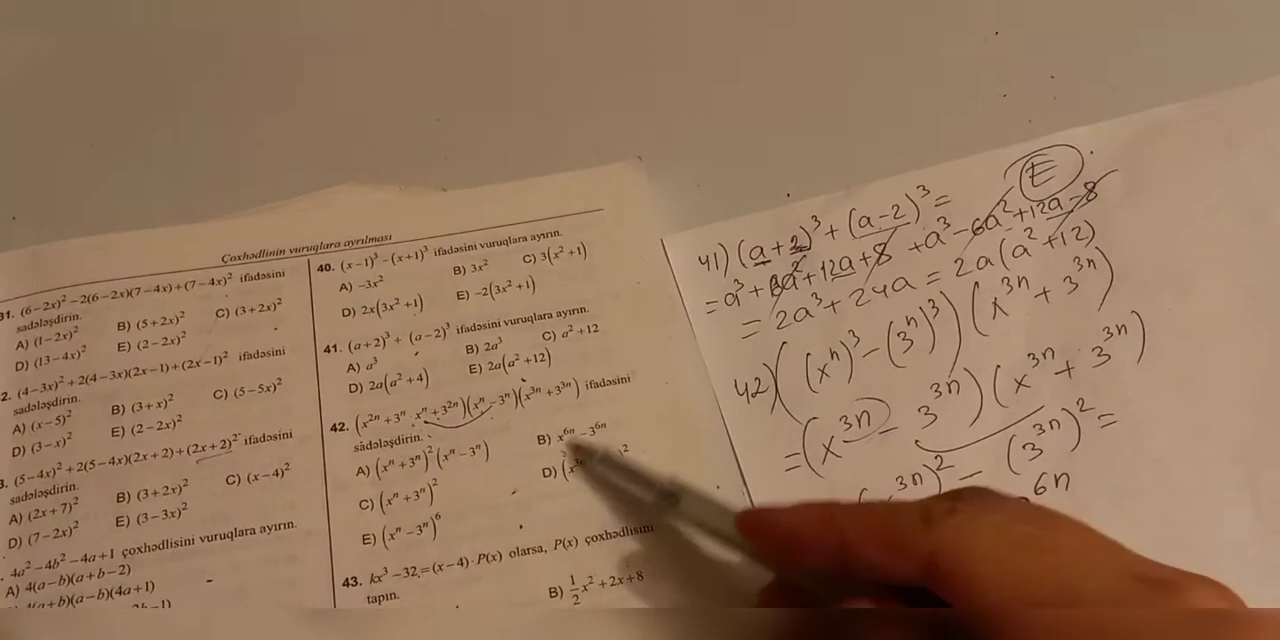 Çoxhədlinin vuruqlara ayrılması
31. (6−2x)² −2(6−2x)(7−4x)+(7−4x)² ifadəsini
sadələşdirin.
A) (1−2x)² B) (5+2x)² C) (3+2x)²
D) (13−4x)² E) (2−2x)²
2. (4−3x)² +2(4−3x)(2x−1)+(2x−1)² ifadəsini
sadələşdirin.
A) (x−5)² B) (3+x)² C) (5−5x)²
D) (3−x)² E) (2−2x)²
3. (5−4x)² +2(5−4x)(2x+2)+(2x+2)² ifadəsini
sadələşdirin.
A) (2x+7)² B) (3+2x)² C) (x−4)²
D) (7−2x)² E) (3−3x)²
4a² −4b² −4a+1 çoxhədlisini vuruqlara ayırın.
A) 4(a−b)(a+b−2)
4(a+b)(a−b)(4a+1)
40. (x−1)³ −(x+1)³ ifadəsini vuruqlara ayırın.
A) −3x² B) 3x² C) 3(x² +1)
D) 2x(3x² +1) E) −2(3x² +1)
41. (a+2)³ + (a−2)³ ifadəsini vuruqlara ayırın.
A) a³ B) 2a³ C) a² +12
D) 2a(a² +4) E) 2a(a² +12)
42. (x²ⁿ +3ⁿ · xⁿ +3²ⁿ)(xⁿ −3ⁿ)(x³ⁿ +3³ⁿ) ifadəsini
sadələşdirin.
A) (xⁿ +3ⁿ)² (xⁿ −3ⁿ) B) x⁶ⁿ −3⁶ⁿ
C) (xⁿ +3ⁿ)² D)
E) (xⁿ −3ⁿ)⁶
43. kx³ −32 = (x−4) · P(x) olarsa, P(x) çoxhədlisini
tapın.
B) 1/2 x² +2x+8
E
41) (a+2)³ + (a−2)³ =
= a³ + 6a² + 12a + 8 + a³ − 6a² + 12a − 8
= 2a³ + 24a = 2a(a² + 12)
42) ((xⁿ)³ − (3ⁿ)³)(x³ⁿ + 3³ⁿ)
= (x³ⁿ − 3³ⁿ)(x³ⁿ + 3³ⁿ)
³ⁿ)² − (3³ⁿ)² =
⁶ⁿ